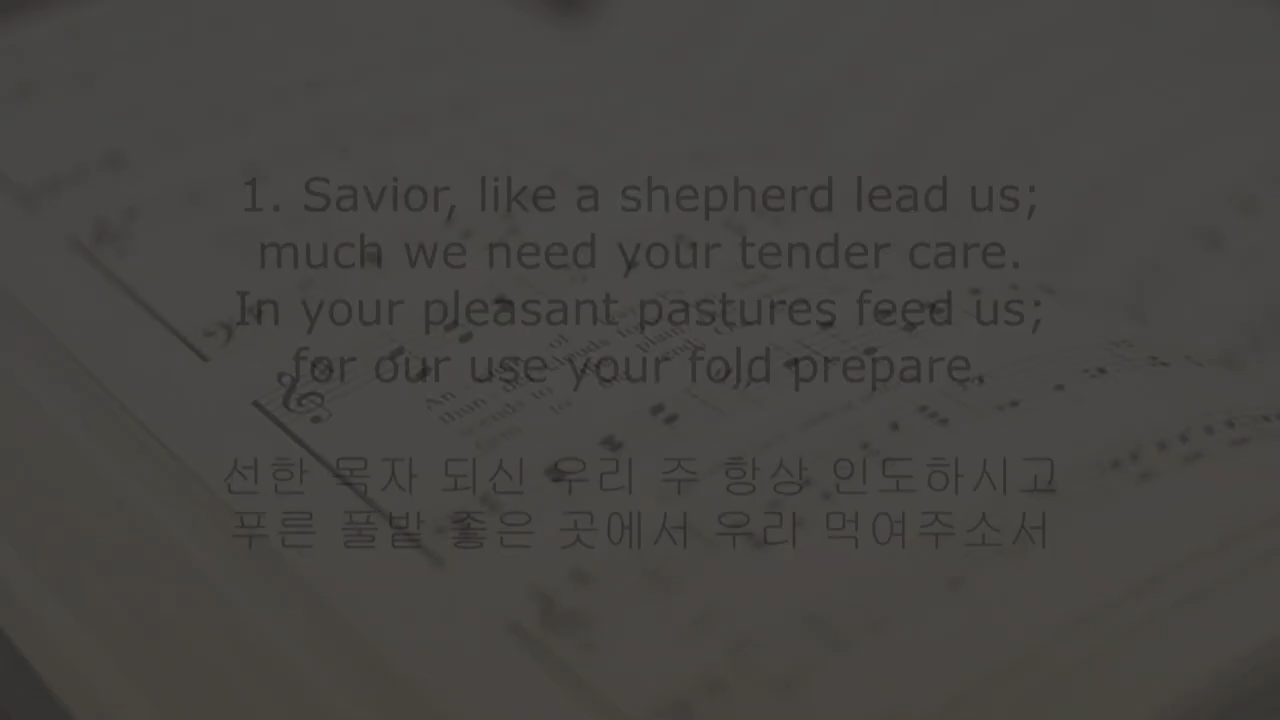 1. Savior, like a shepherd lead us;
much we need your tender care.
In your pleasant pastures feed us;
for our use your fold prepare.
선한 목자 되신 우리 주 항상 인도하시고
푸른 풀밭 좋은 곳에서 우라 먹여주소서